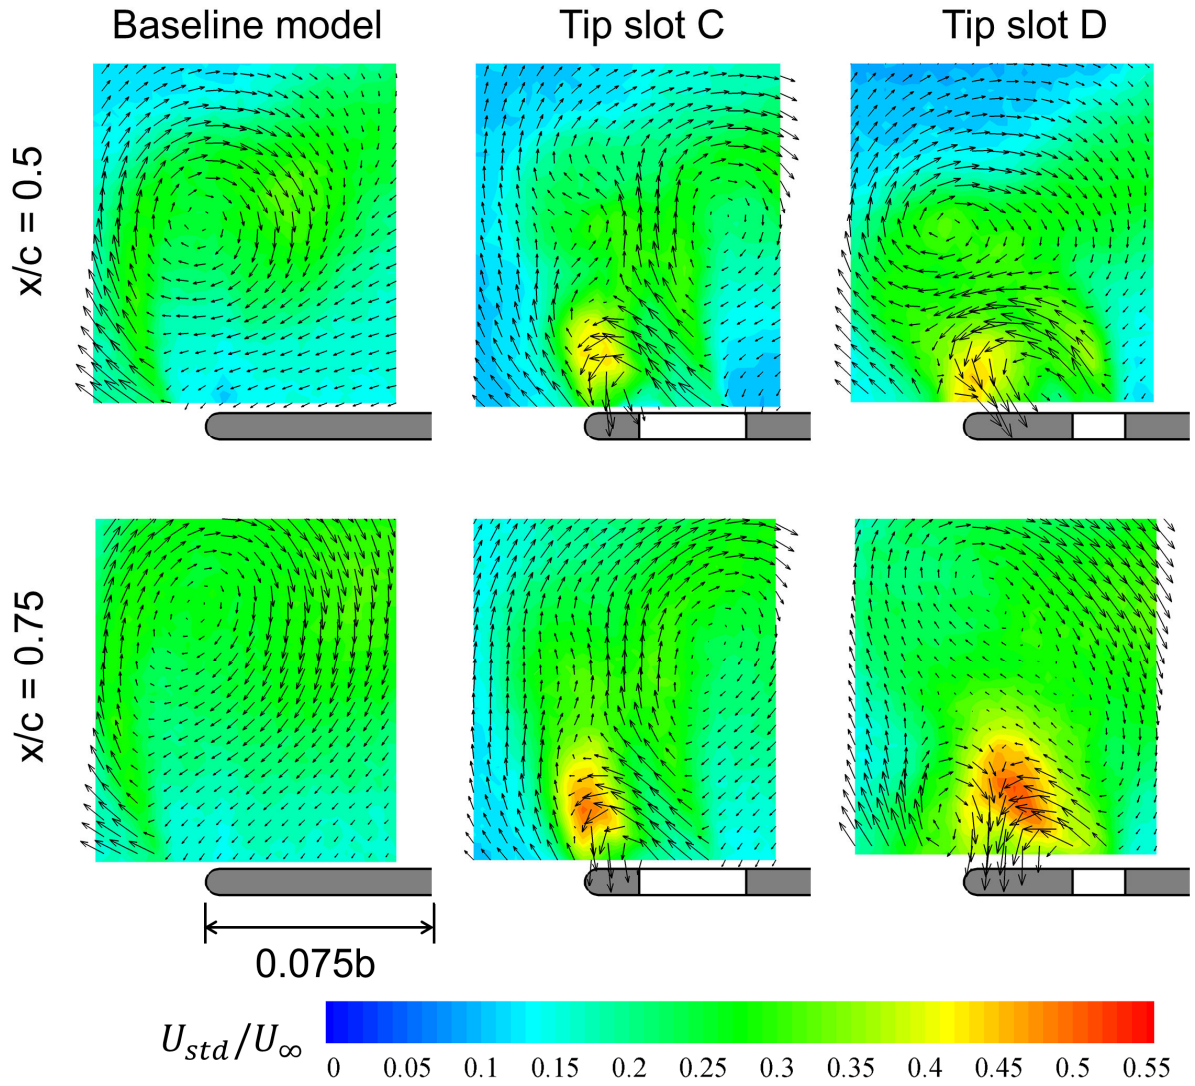 Baseline model Tip slot C Tip slot D
x/c = 0.5
x/c = 0.75
0.075b
U_std/U_∞
0 0.05 0.1 0.15 0.2 0.25 0.3 0.35 0.4 0.45 0.5 0.55